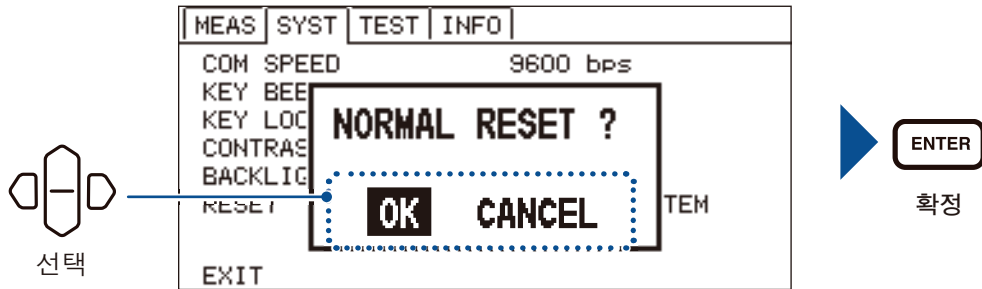 MEAS SYST TEST INFO
COM SPEED 9600 bps
KEY BEE
KEY LOC
CONTRAS
BACKLIG
RESET TEM
NORMAL RESET ?
OK CANCEL
EXIT
선택
ENTER
확정